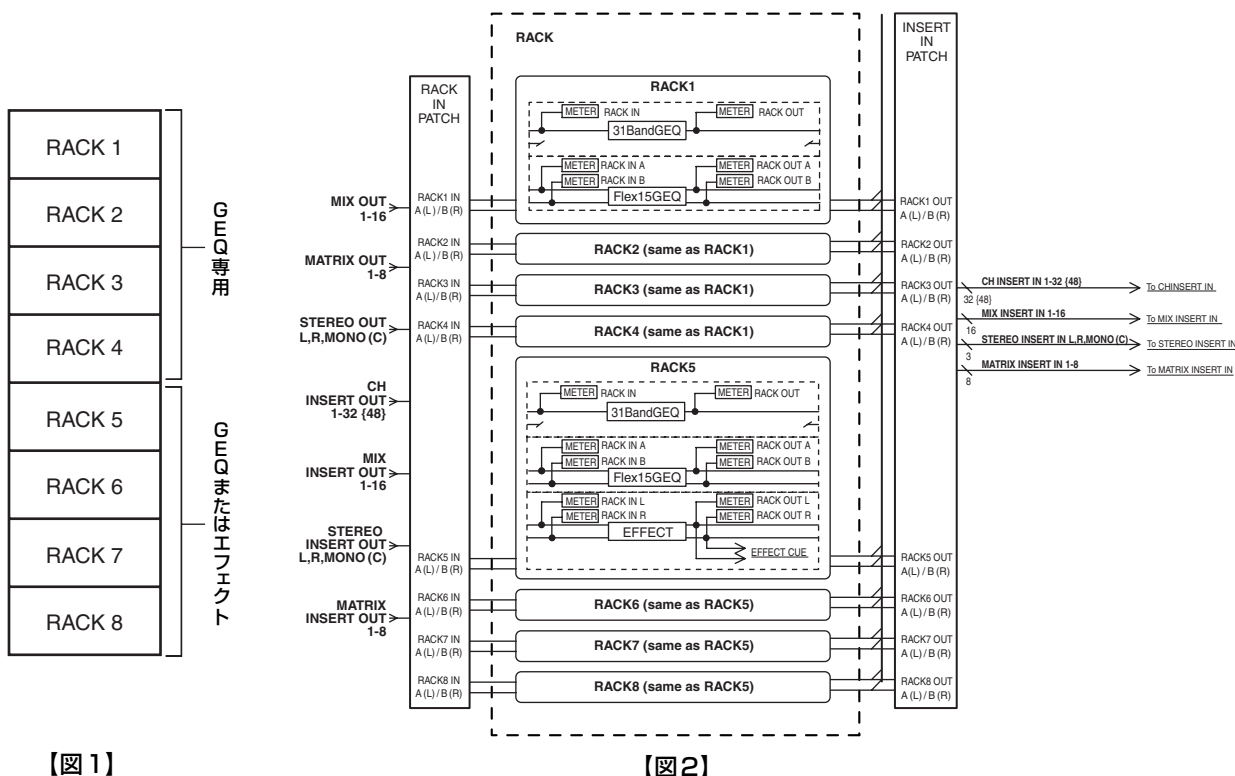 RACK 1
RACK 2
RACK 3
RACK 4
RACK 5
RACK 6
RACK 7
RACK 8
GEQ専用
GEQまたはエフェクト
【図1】
MIX OUT
1-16
MATRIX OUT
1-8
STEREO OUT
L,R,MONO (C)
CH
INSERT OUT
1-32 {48}
MIX
INSERT OUT
1-16
STEREO
INSERT OUT
L,R,MONO (C)
MATRIX
INSERT OUT
1-8
RACK
IN
PATCH
RACK1 IN
A (L) / B (R)
RACK2 IN
A (L) / B (R)
RACK3 IN
A (L) / B (R)
RACK4 IN
A (L) / B (R)
RACK5 IN
A (L) / B (R)
RACK6 IN
A (L) / B (R)
RACK7 IN
A (L) / B (R)
RACK8 IN
A (L) / B (R)
RACK
RACK1
METER RACK IN METER RACK OUT
31BandGEQ
METER RACK IN A METER RACK OUT A
METER RACK IN B METER RACK OUT B
Flex15GEQ
RACK2 (same as RACK1)
RACK3 (same as RACK1)
RACK4 (same as RACK1)
RACK5
METER RACK IN METER RACK OUT
31BandGEQ
METER RACK IN A METER RACK OUT A
METER RACK IN B METER RACK OUT B
Flex15GEQ
METER RACK IN L METER RACK OUT L
METER RACK IN R METER RACK OUT R
EFFECT
EFFECT CUE
RACK6 (same as RACK5)
RACK7 (same as RACK5)
RACK8 (same as RACK5)
INSERT
IN
PATCH
RACK1 OUT
A (L) / B (R)
RACK2 OUT
A (L) / B (R)
RACK3 OUT
A (L) / B (R)
RACK4 OUT
A (L) / B (R)
RACK5 OUT
A(L) / B (R)
RACK6 OUT
A (L) / B (R)
RACK7 OUT
A (L) / B (R)
RACK8 OUT
A (L) / B (R)
CH INSERT IN 1-32 {48} To CHINSERT IN
32 {48}
MIX INSERT IN 1-16 To MIX INSERT IN
16
STEREO INSERT IN L,R,MONO (C) To STEREO INSERT IN
3
MATRIX INSERT IN 1-8 To MATRIX INSERT IN
8
【図2】